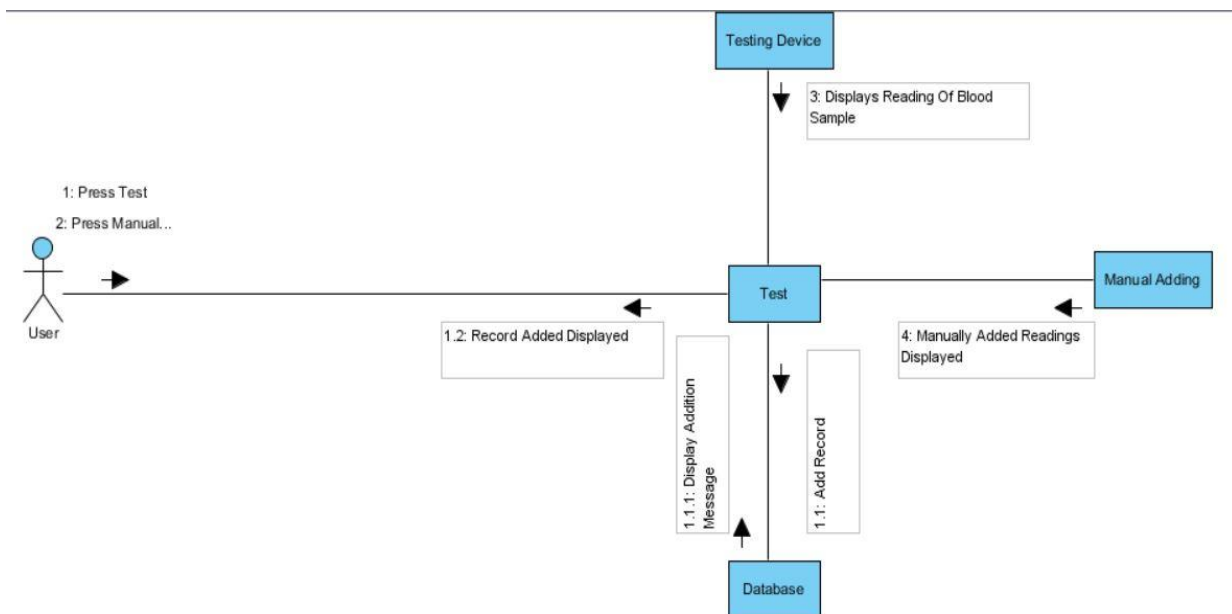 Testing Device
3: Displays Reading Of Blood
Sample
1: Press Test
2: Press Manual...
User
Test
Manual Adding
1.2: Record Added Displayed
4: Manually Added Readings
Displayed
1.1.1: Display Addition
Message
1.1: Add Record
Database